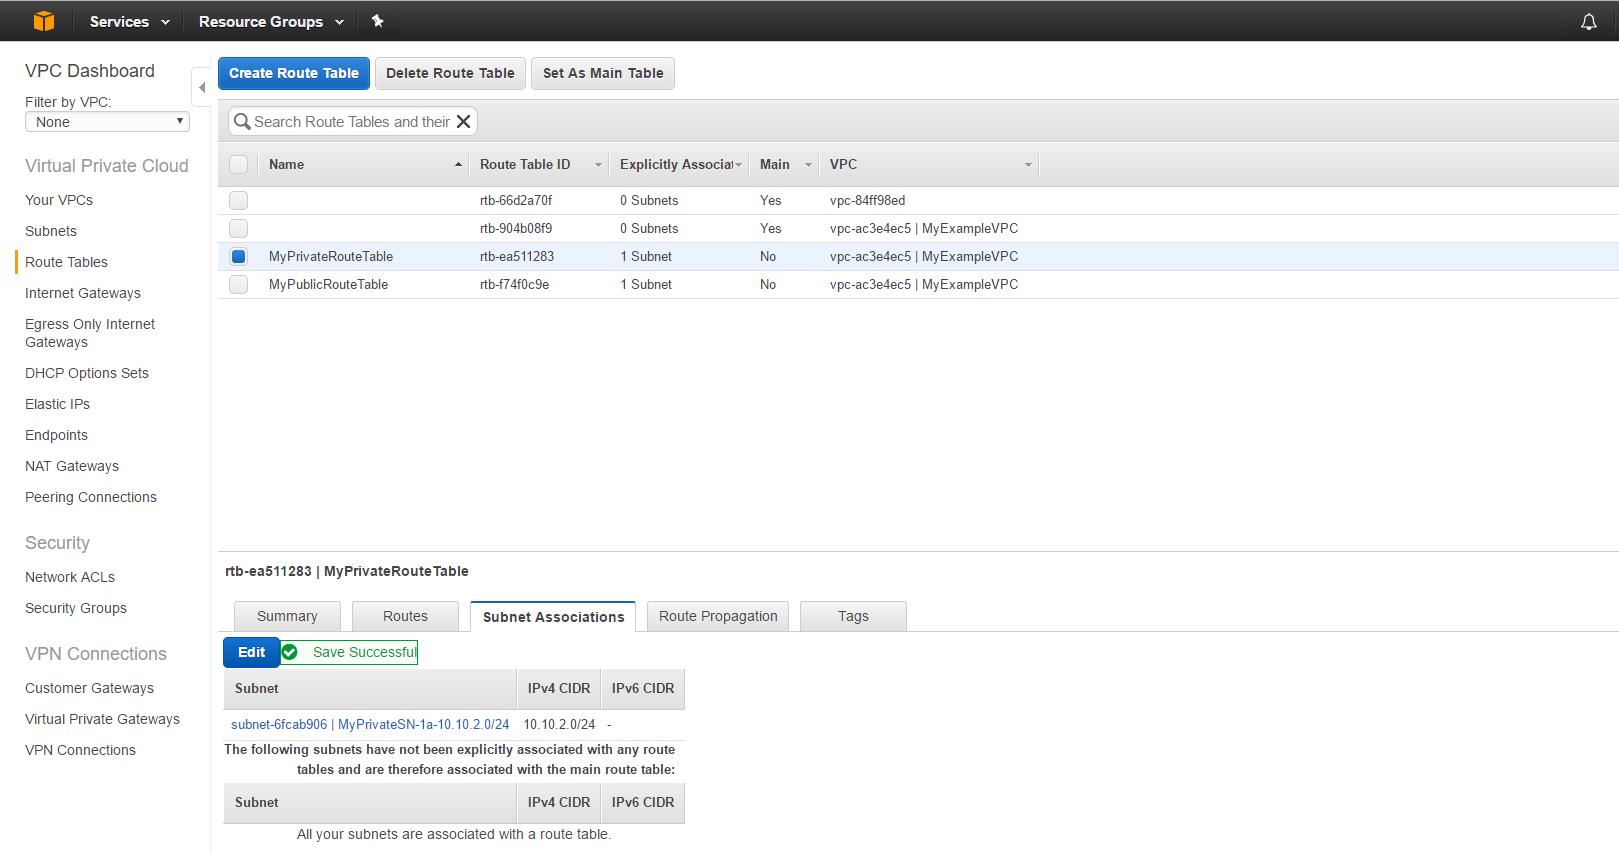 Services Resource Groups
VPC Dashboard
Filter by VPC:
None
Virtual Private Cloud
Your VPCs
Subnets
Route Tables
Internet Gateways
Egress Only Internet
Gateways
DHCP Options Sets
Elastic IPs
Endpoints
NAT Gateways
Peering Connections
Security
Network ACLs
Security Groups
VPN Connections
Customer Gateways
Virtual Private Gateways
VPN Connections
Create Route Table Delete Route Table Set As Main Table
Search Route Tables and their
Name Route Table ID Explicitly Associat Main VPC
rtb-66d2a70f 0 Subnets Yes vpc-84ff98ed
rtb-904b08f9 0 Subnets Yes vpc-ac3e4ec5 | MyExampleVPC
MyPrivateRouteTable rtb-ea511283 1 Subnet No vpc-ac3e4ec5 | MyExampleVPC
MyPublicRouteTable rtb-f74f0c9e 1 Subnet No vpc-ac3e4ec5 | MyExampleVPC
rtb-ea511283 | MyPrivateRouteTable
Summary Routes Subnet Associations Route Propagation Tags
Edit Save Successful
Subnet IPv4 CIDR IPv6 CIDR
subnet-6fcab906 | MyPrivateSN-1a-10.10.2.0/24 10.10.2.0/24 -
The following subnets have not been explicitly associated with any route
tables and are therefore associated with the main route table:
Subnet IPv4 CIDR IPv6 CIDR
All your subnets are associated with a route table.